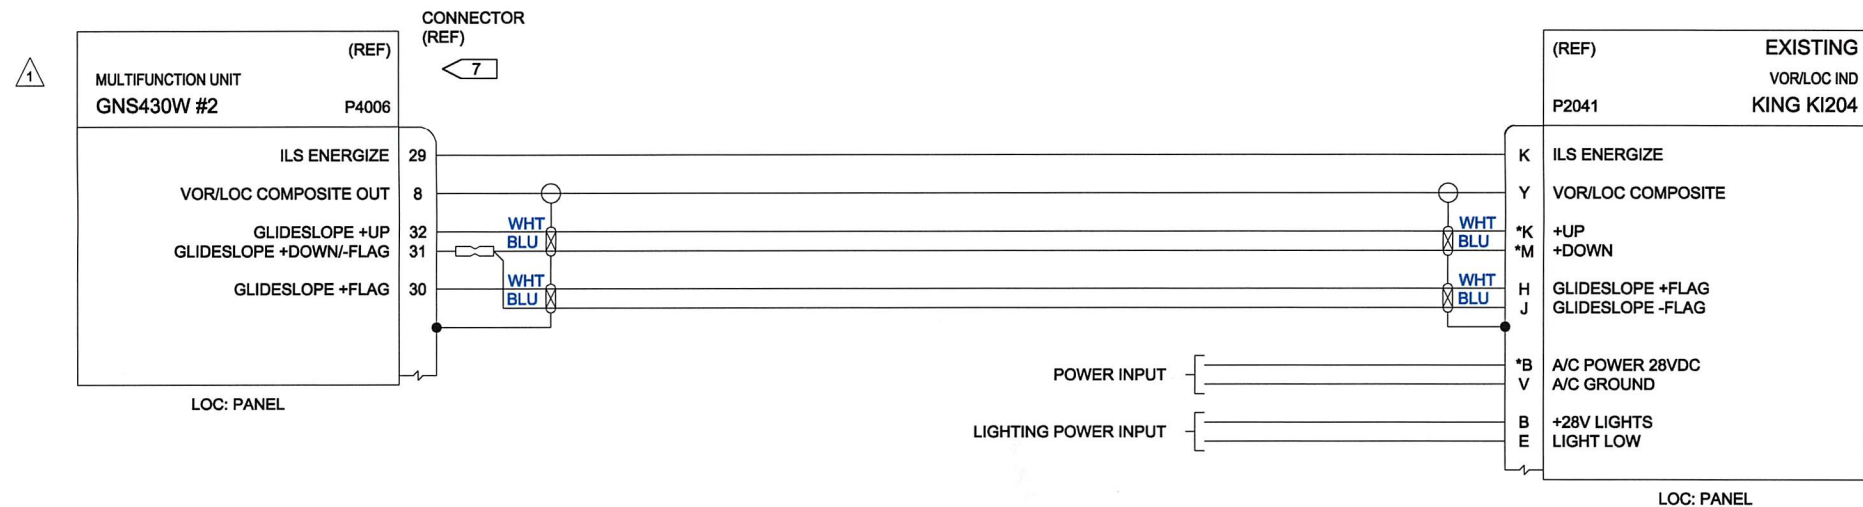 CONNECTOR
(REF)
7
1
(REF)
MULTIFUNCTION UNIT
GNS430W #2 P4006
ILS ENERGIZE 29
VOR/LOC COMPOSITE OUT 8
GLIDESLOPE +UP 32
GLIDESLOPE +DOWN/-FLAG 31
GLIDESLOPE +FLAG 30
LOC: PANEL
WHT
BLU
WHT
BLU
WHT
BLU
WHT
BLU
POWER INPUT
LIGHTING POWER INPUT
(REF) EXISTING
VOR/LOC IND
P2041 KING KI204
K ILS ENERGIZE
Y VOR/LOC COMPOSITE
*K +UP
*M +DOWN
H GLIDESLOPE +FLAG
J GLIDESLOPE -FLAG
*B A/C POWER 28VDC
V A/C GROUND
B +28V LIGHTS
E LIGHT LOW
LOC: PANEL